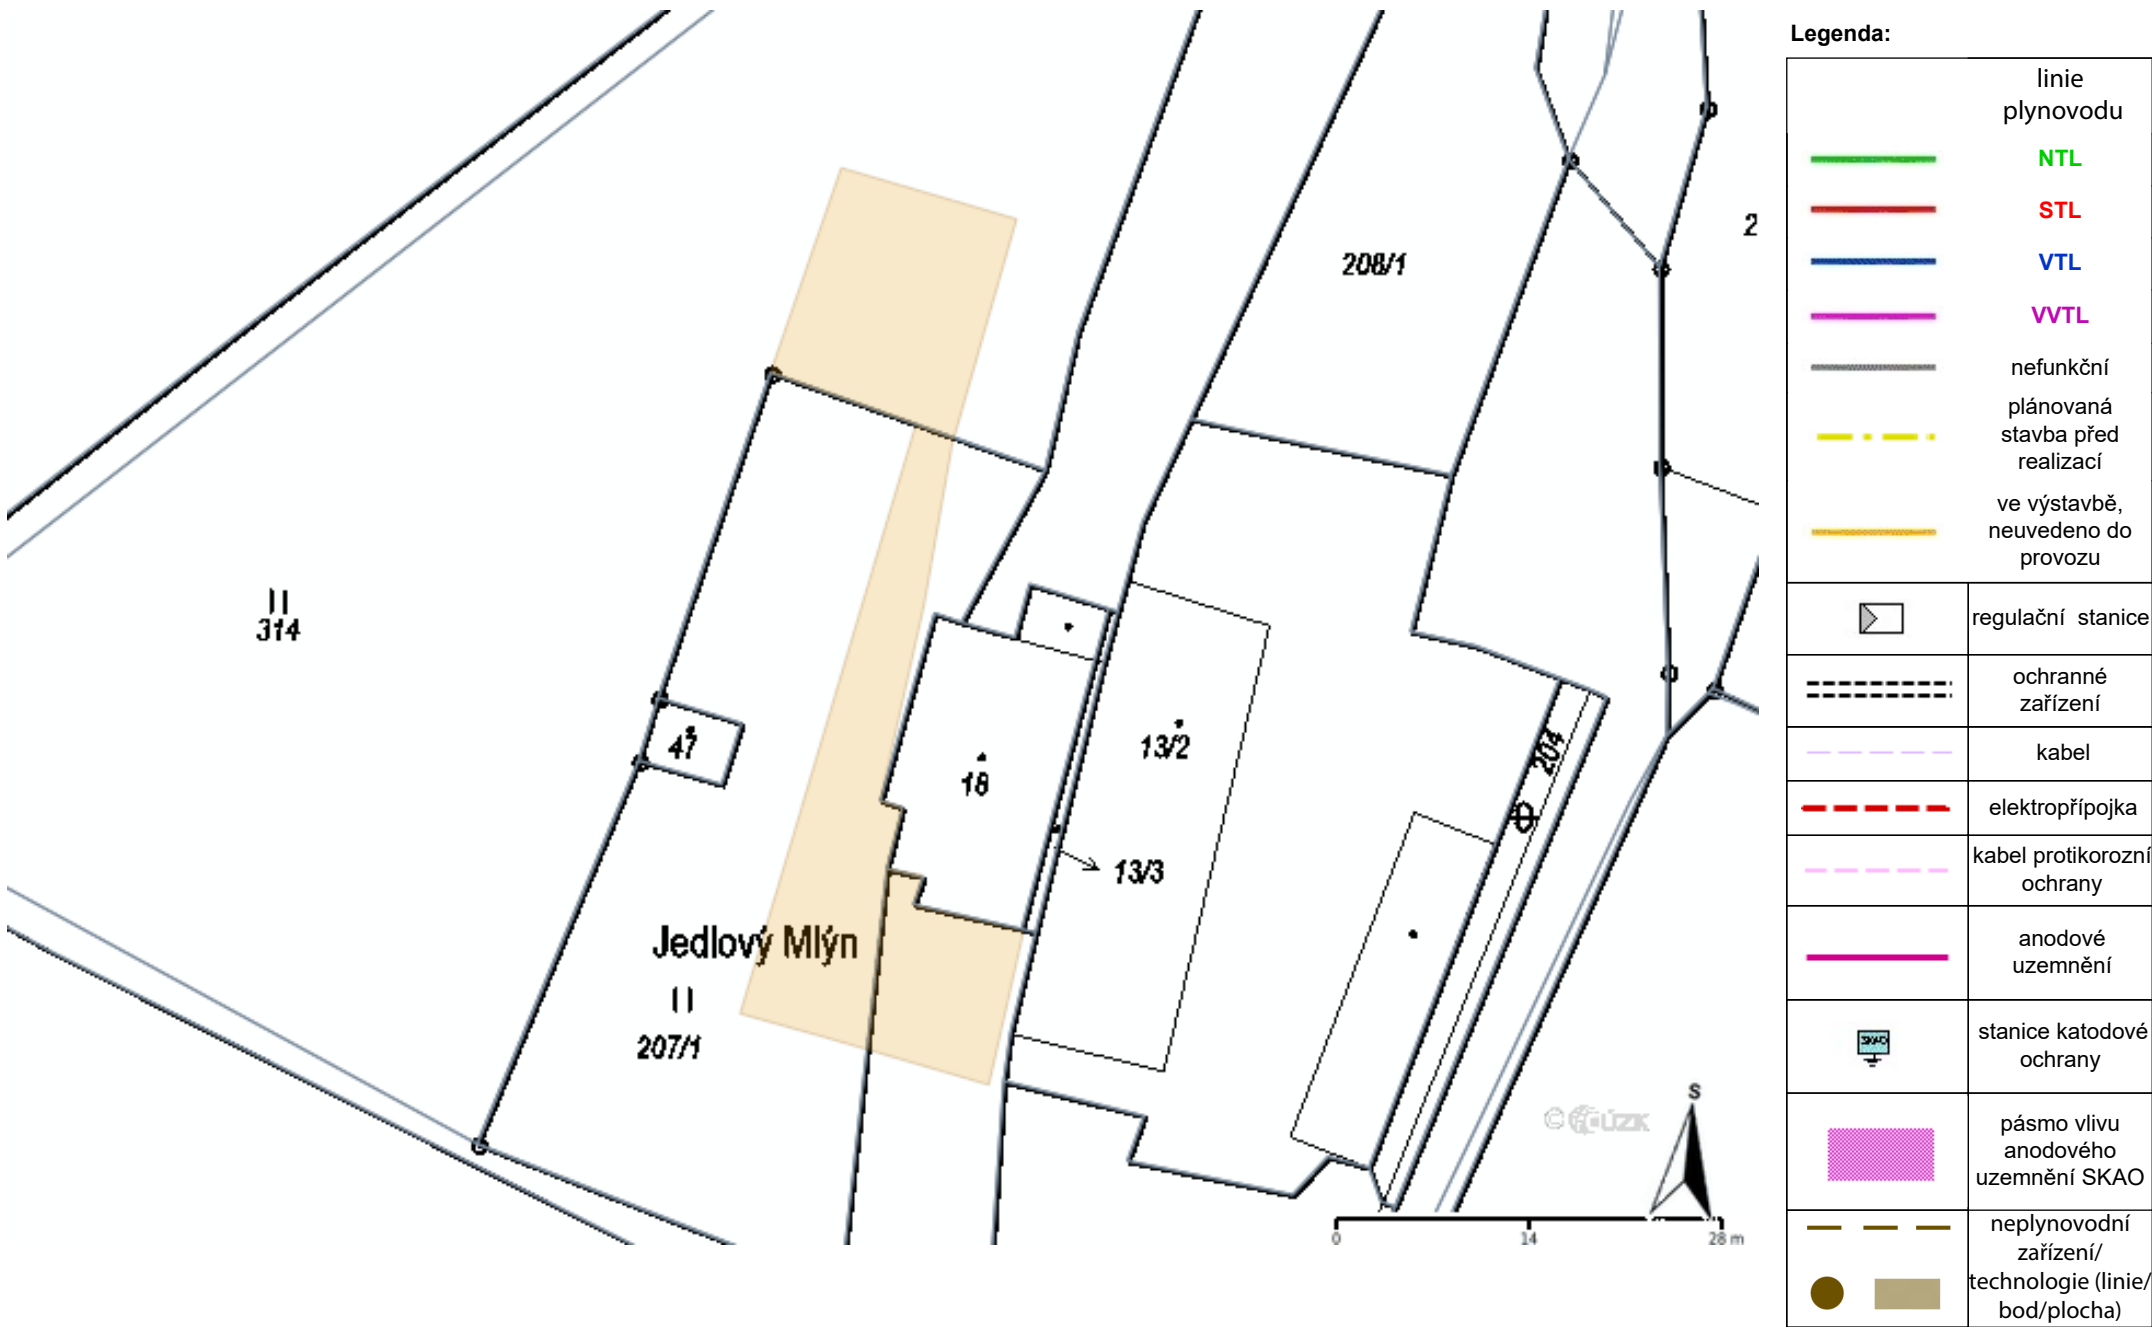 Legenda:
linie
plynovodu
NTL
STL
VTL
VVTL
nefunkční
plánovaná
stavba před
realizací
ve výstavbě,
neuvedeno do
provozu
regulační stanice
ochranné
zařízení
kabel
elektropřípojka
kabel protikorozní
ochrany
anodové
uzemnění
SKAO
stanice katodové
ochrany
pásmo vlivu
anodového
uzemnění SKAO
neplynovodní
zařízení/
technologie (linie/
bod/plocha)
2
208/1
314
47
18
13/2
204
13/3
Jedlový Mlýn
207/1
S
© ČÚZK
0 14 28 m